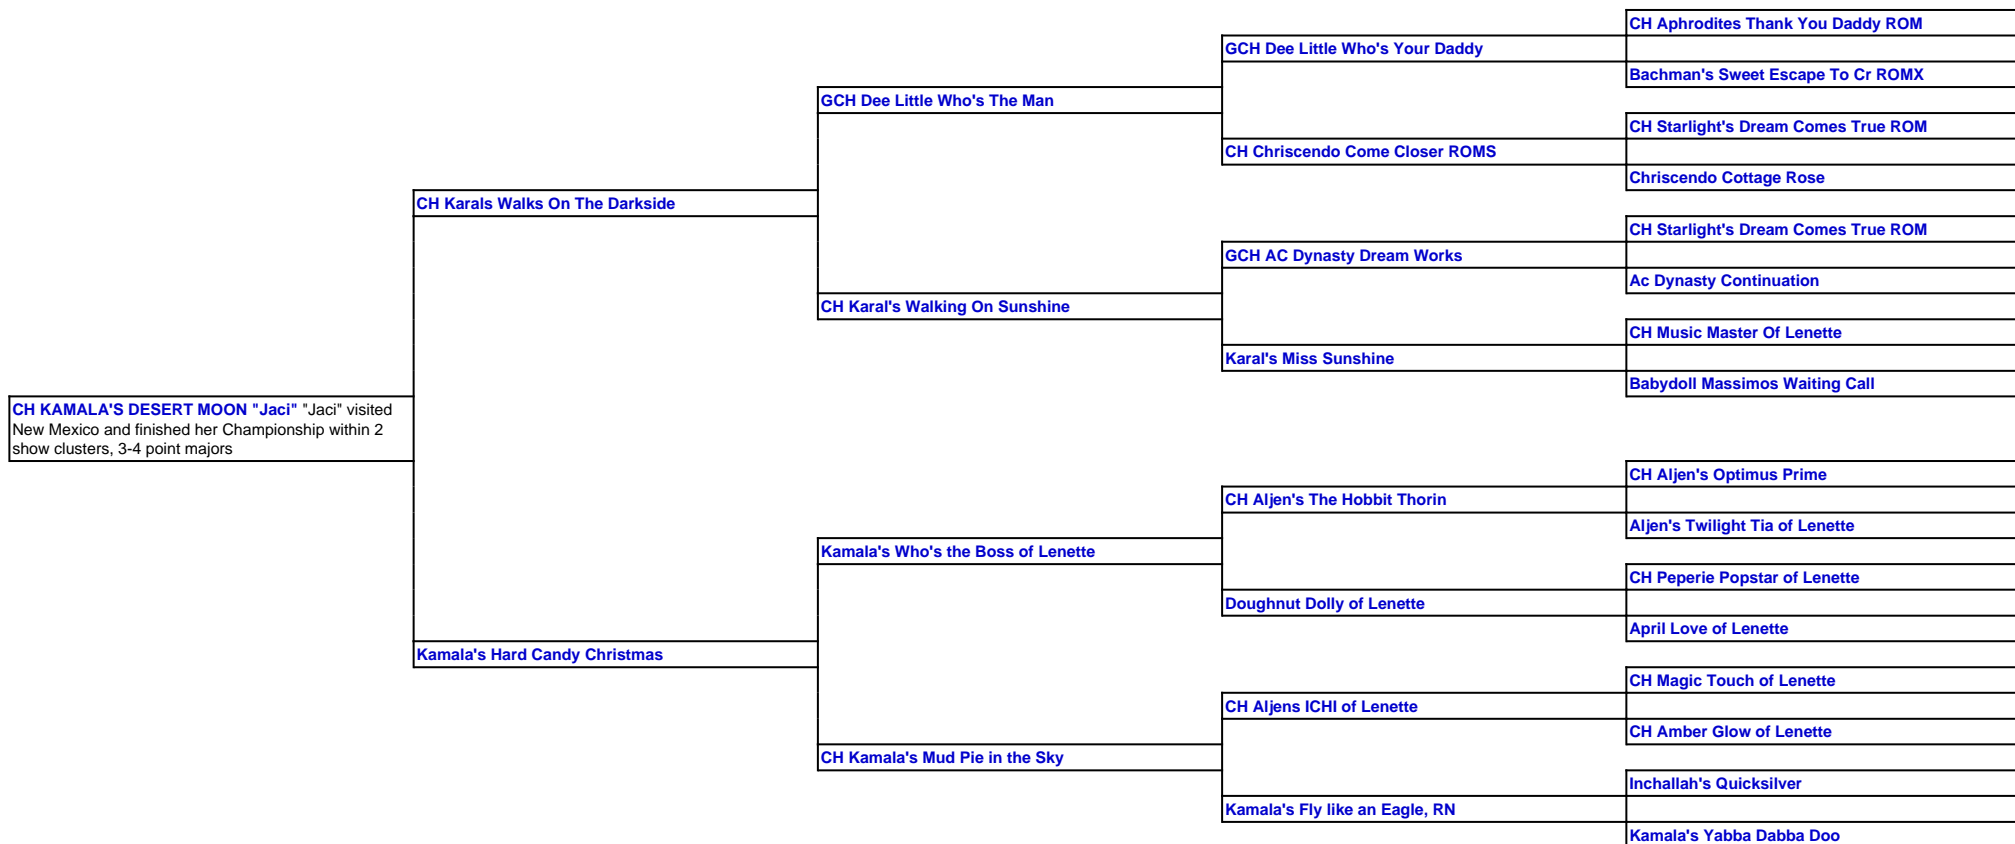 CH Aphrodites Thank You Daddy ROM
GCH Dee Little Who's Your Daddy
Bachman's Sweet Escape To Cr ROMX
GCH Dee Little Who's The Man
CH Starlight's Dream Comes True ROM
CH Chriscendo Come Closer ROMS
Chriscendo Cottage Rose
CH Karals Walks On The Darkside
CH Starlight's Dream Comes True ROM
GCH AC Dynasty Dream Works
Ac Dynasty Continuation
CH Karal's Walking On Sunshine
CH Music Master Of Lenette
Karal's Miss Sunshine
Babydoll Massimos Waiting Call
CH KAMALA'S DESERT MOON "Jaci" "Jaci" visited
New Mexico and finished her Championship within 2
show clusters, 3-4 point majors
CH Aljen's Optimus Prime
CH Aljen's The Hobbit Thorin
Aljen's Twilight Tia of Lenette
Kamala's Who's the Boss of Lenette
CH Peperie Popstar of Lenette
Doughnut Dolly of Lenette
April Love of Lenette
Kamala's Hard Candy Christmas
CH Magic Touch of Lenette
CH Aljens ICHI of Lenette
CH Amber Glow of Lenette
CH Kamala's Mud Pie in the Sky
Inchallah's Quicksilver
Kamala's Fly like an Eagle, RN
Kamala's Yabba Dabba Doo